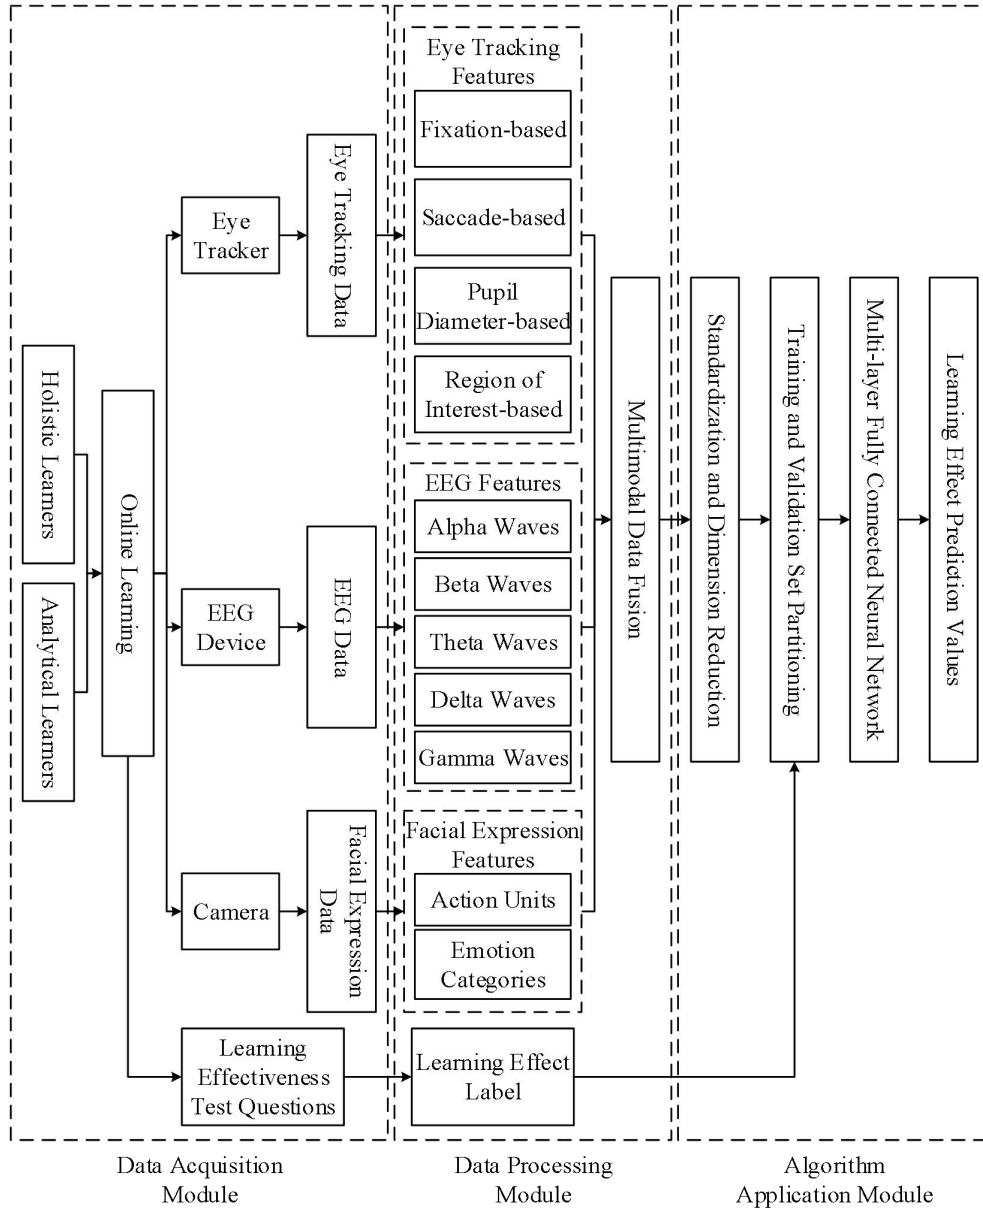 Holistic Learners
Analytical Learners
Online Learning
Eye
Tracker
Eye Tracking Data
EEG
Device
EEG Data
Camera
Facial Expression
Data
Learning
Effectiveness
Test Questions
Data Acquisition
Module
Eye Tracking
Features
Fixation-based
Saccade-based
Pupil
Diameter-based
Region of
Interest-based
EEG Features
Alpha Waves
Beta Waves
Theta Waves
Delta Waves
Gamma Waves
Facial Expression
Features
Action Units
Emotion
Categories
Learning Effect
Label
Multimodal Data Fusion
Data Processing
Module
Standardization and Dimension Reduction
Training and Validation Set Partitioning
Multi-layer Fully Connected Neural Network
Learning Effect Prediction Values
Algorithm
Application Module